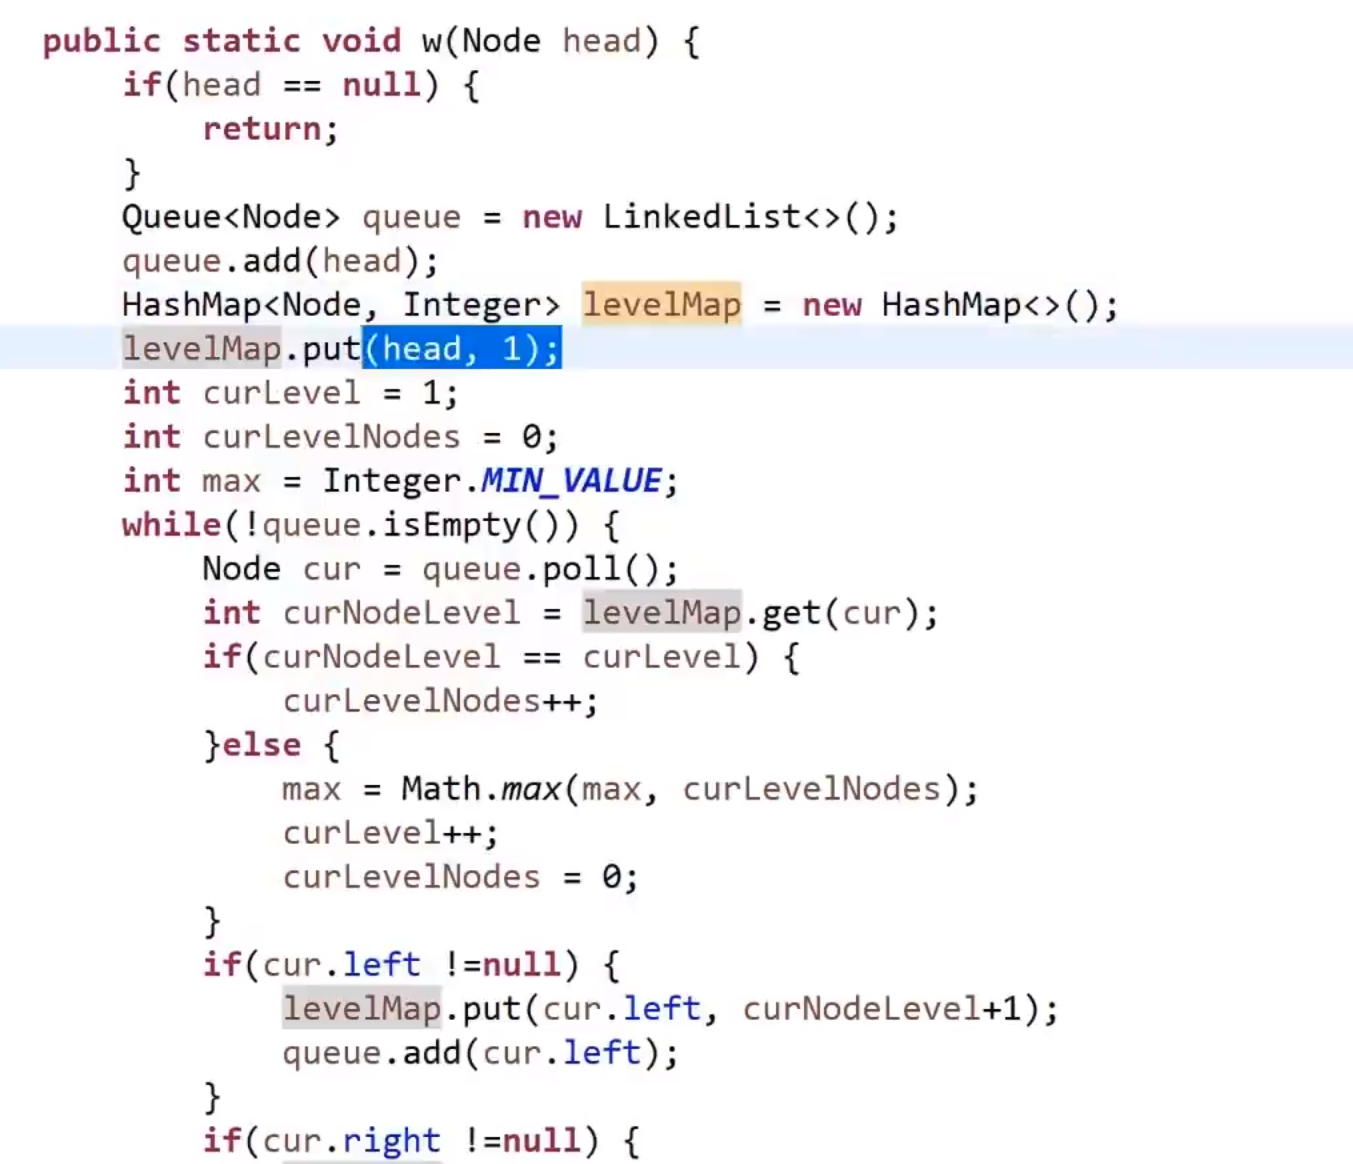 public static void w(Node head) {
if(head == null) {
return;
}
Queue<Node> queue = new LinkedList<>();
queue.add(head);
HashMap<Node, Integer> levelMap = new HashMap<>();
levelMap.put(head, 1);
int curLevel = 1;
int curLevelNodes = 0;
int max = Integer.MIN_VALUE;
while(!queue.isEmpty()) {
Node cur = queue.poll();
int curNodeLevel = levelMap.get(cur);
if(curNodeLevel == curLevel) {
curLevelNodes++;
}else {
max = Math.max(max, curLevelNodes);
curLevel++;
curLevelNodes = 0;
}
if(cur.left !=null) {
levelMap.put(cur.left, curNodeLevel+1);
queue.add(cur.left);
}
if(cur.right !=null) {